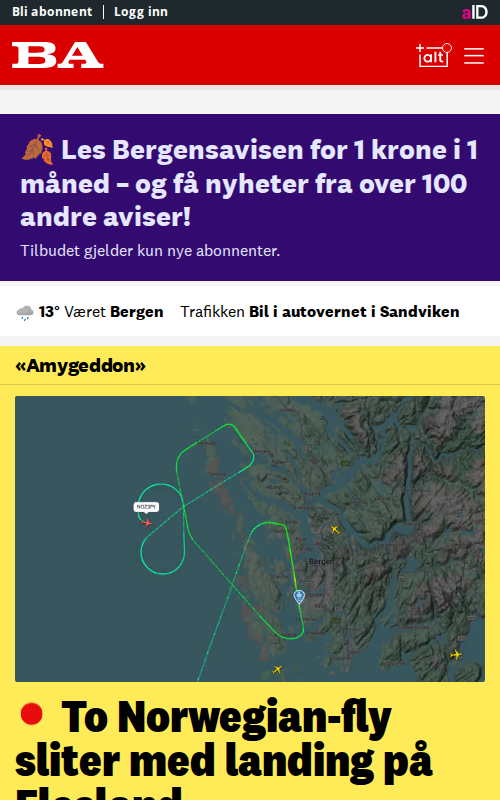 Bli abonnent | Logg inn
aID
BA
+alt
🍂 Les Bergensavisen for 1 krone i 1
måned – og få nyheter fra over 100
andre aviser!
Tilbudet gjelder kun nye abonnenter.
13° Været Bergen Trafikken Bil i autovernet i Sandviken
«Amygeddon»
Bergen
To Norwegian-fly
sliter med landing på
Flesland